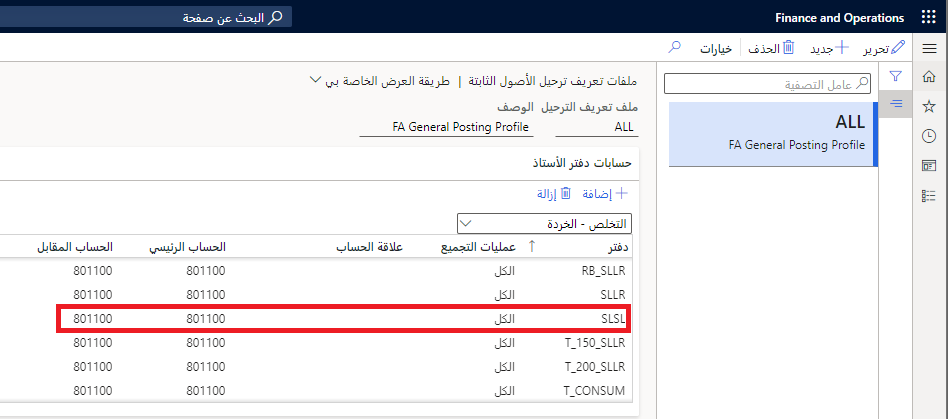 Finance and Operations
البحث عن صفحة
تحرير
جديد
الحذف
خيارات
عامل التصفية
ALL
FA General Posting Profile
ملفات تعريف ترحيل الأصول الثابتة | طريقة العرض الخاصة بي
ملف تعريف الترحيل الوصف
ALL FA General Posting Profile
حسابات دفتر الأستاذ
إضافة إزالة
التخلص - الخردة
دفتر عمليات التجميع علاقة الحساب الحساب الرئيسي الحساب المقابل
RB_SLLR الكل 801100 801100
SLLR الكل 801100 801100
SLSL الكل 801100 801100
T_150_SLLR الكل 801100 801100
T_200_SLLR الكل 801100 801100
T_CONSUM الكل 801100 801100